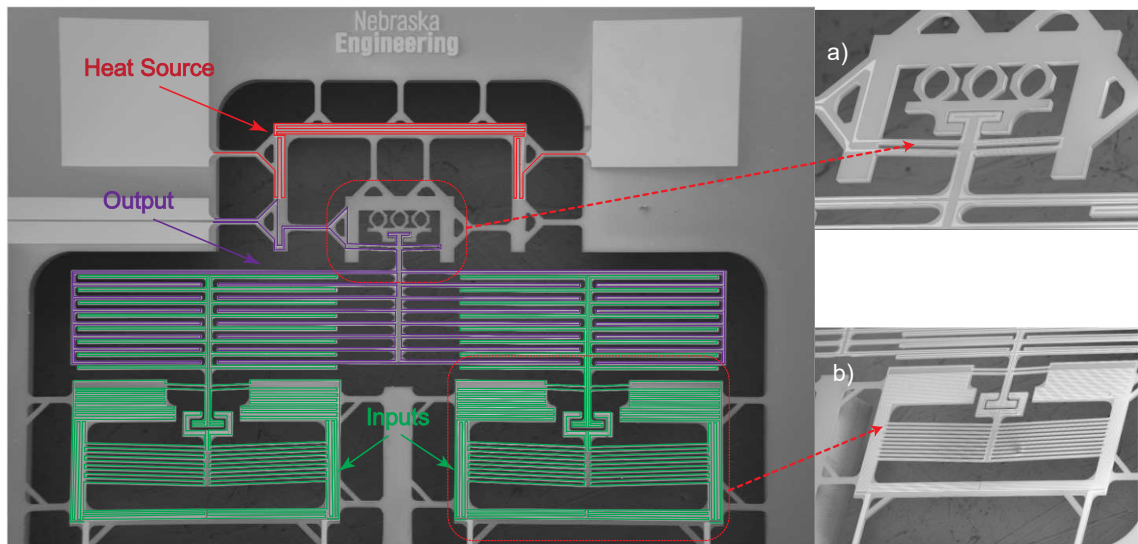 Nebraska
Engineering
Heat Source
a)
Output
b)
Inputs